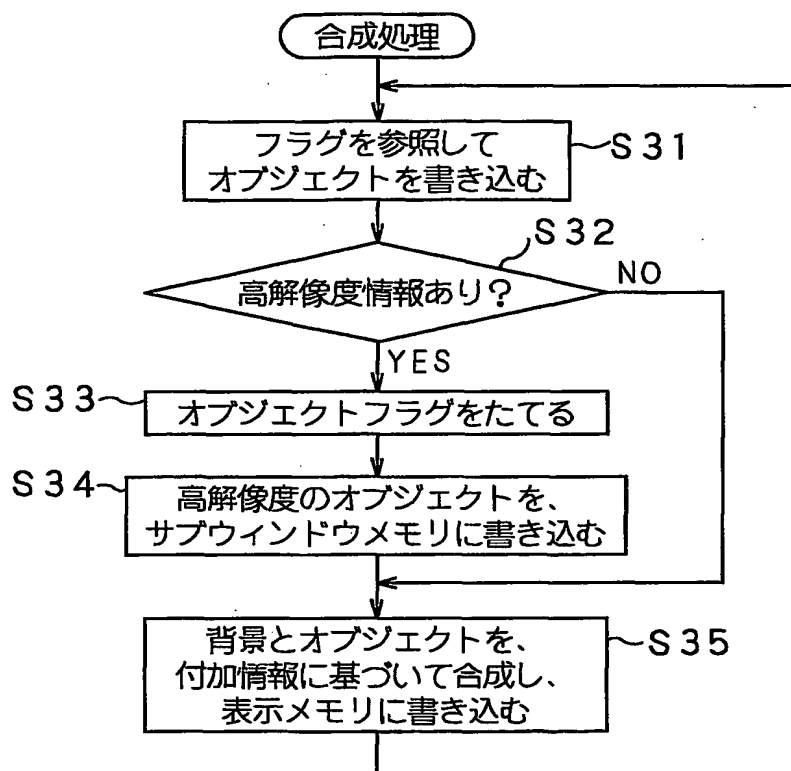 合成処理
フラグを参照して
オブジェクトを書き込む
S31
S32
高解像度情報あり?
NO
YES
S33
オブジェクトフラグをたてる
S34
高解像度のオブジェクトを、
サブウィンドウメモリに書き込む
背景とオブジェクトを、
付加情報に基づいて合成し、
表示メモリに書き込む
S35